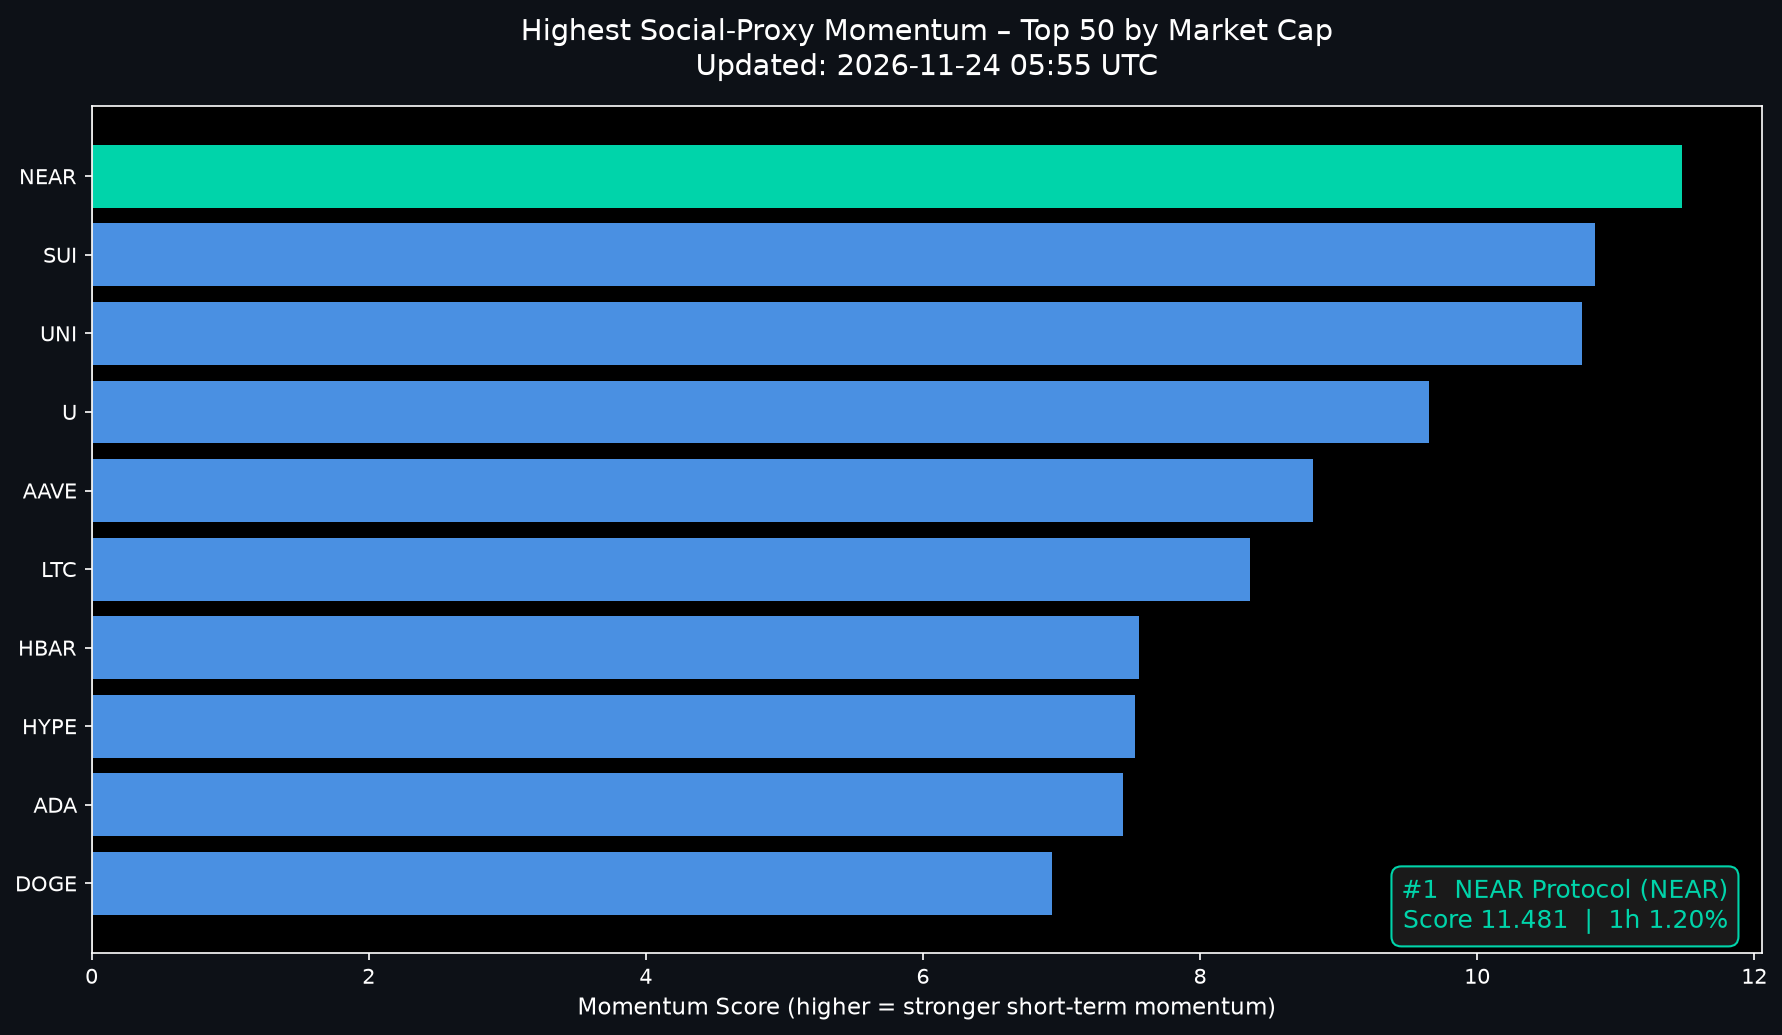 Highest Social-Proxy Momentum – Top 50 by Market Cap
Updated: 2026-11-24 05:55 UTC
NEAR
SUI
UNI
U
AAVE
LTC
HBAR
HYPE
ADA
DOGE
#1  NEAR Protocol (NEAR)
Score 11.481  |  1h 1.20%
0 2 4 6 8 10 12
Momentum Score (higher = stronger short-term momentum)